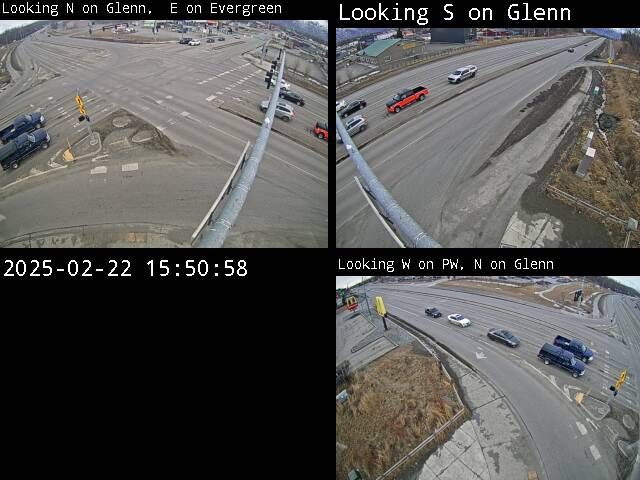 Looking N on Glenn, E on Evergreen
Looking S on Glenn
2025-02-22 15:50:58
Looking W on PW, N on Glenn